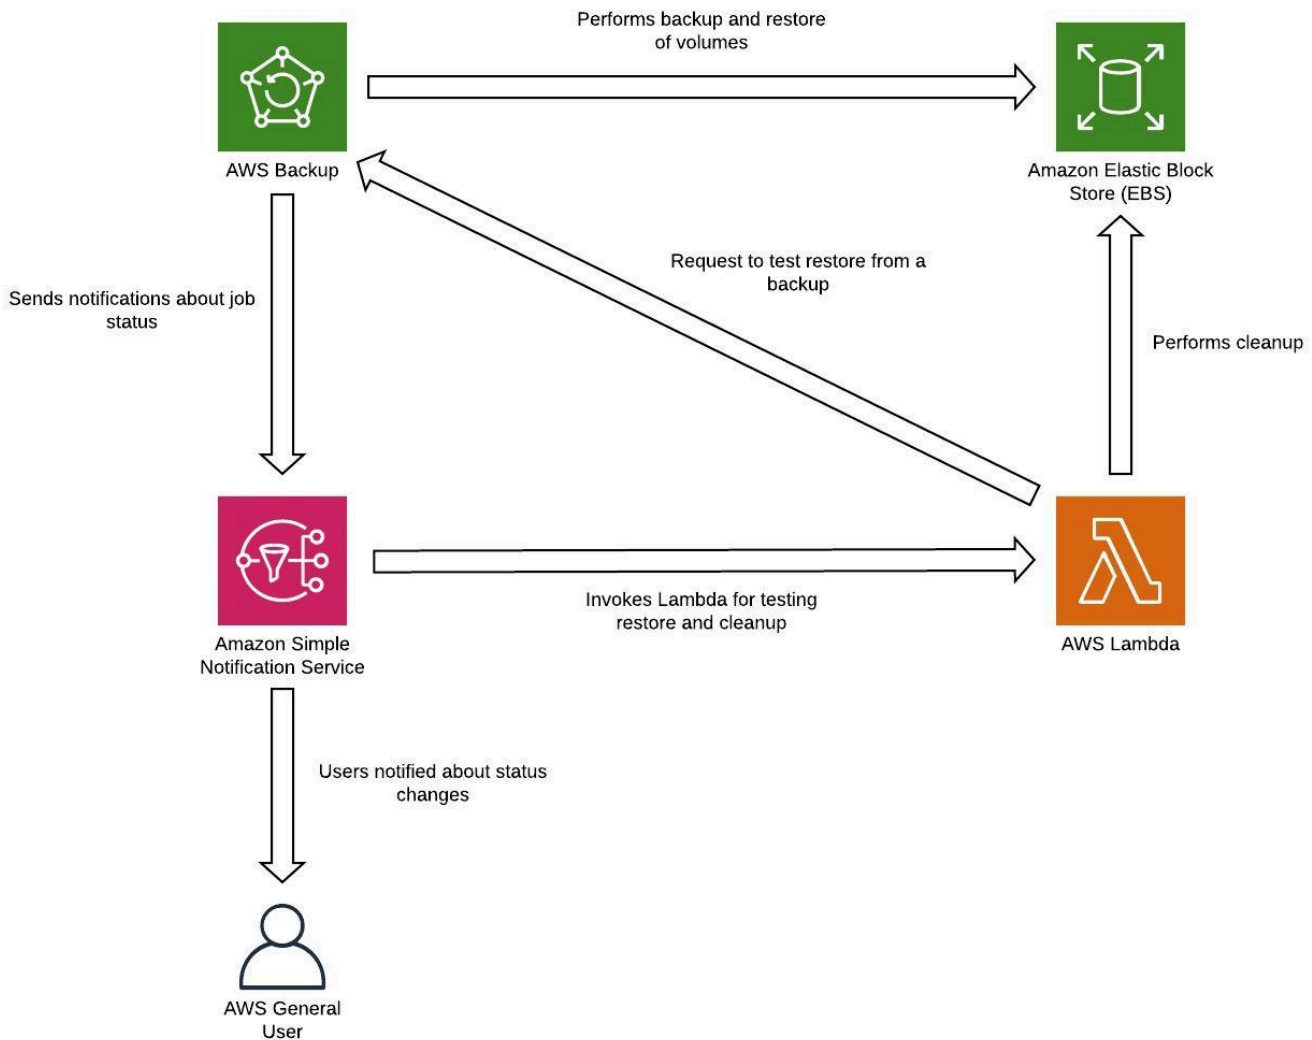 Performs backup and restore
of volumes
AWS Backup
Amazon Elastic Block
Store (EBS)
Request to test restore from a
backup
Sends notifications about job
status
Performs cleanup
Invokes Lambda for testing
restore and cleanup
Amazon Simple
Notification Service
AWS Lambda
Users notified about status
changes
AWS General
User